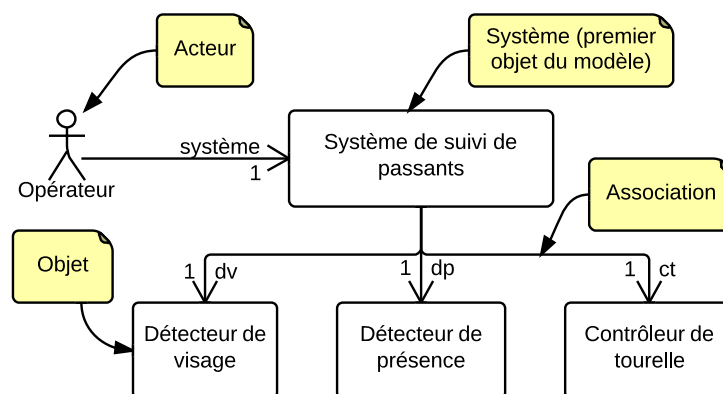 Acteur
Système (premier
objet du modèle)
système
1
Système de suivi de
passants
Opérateur
Association
Objet
1 dv
1 dp
1 ct
Détecteur de
visage
Détecteur de
présence
Contrôleur de
tourelle